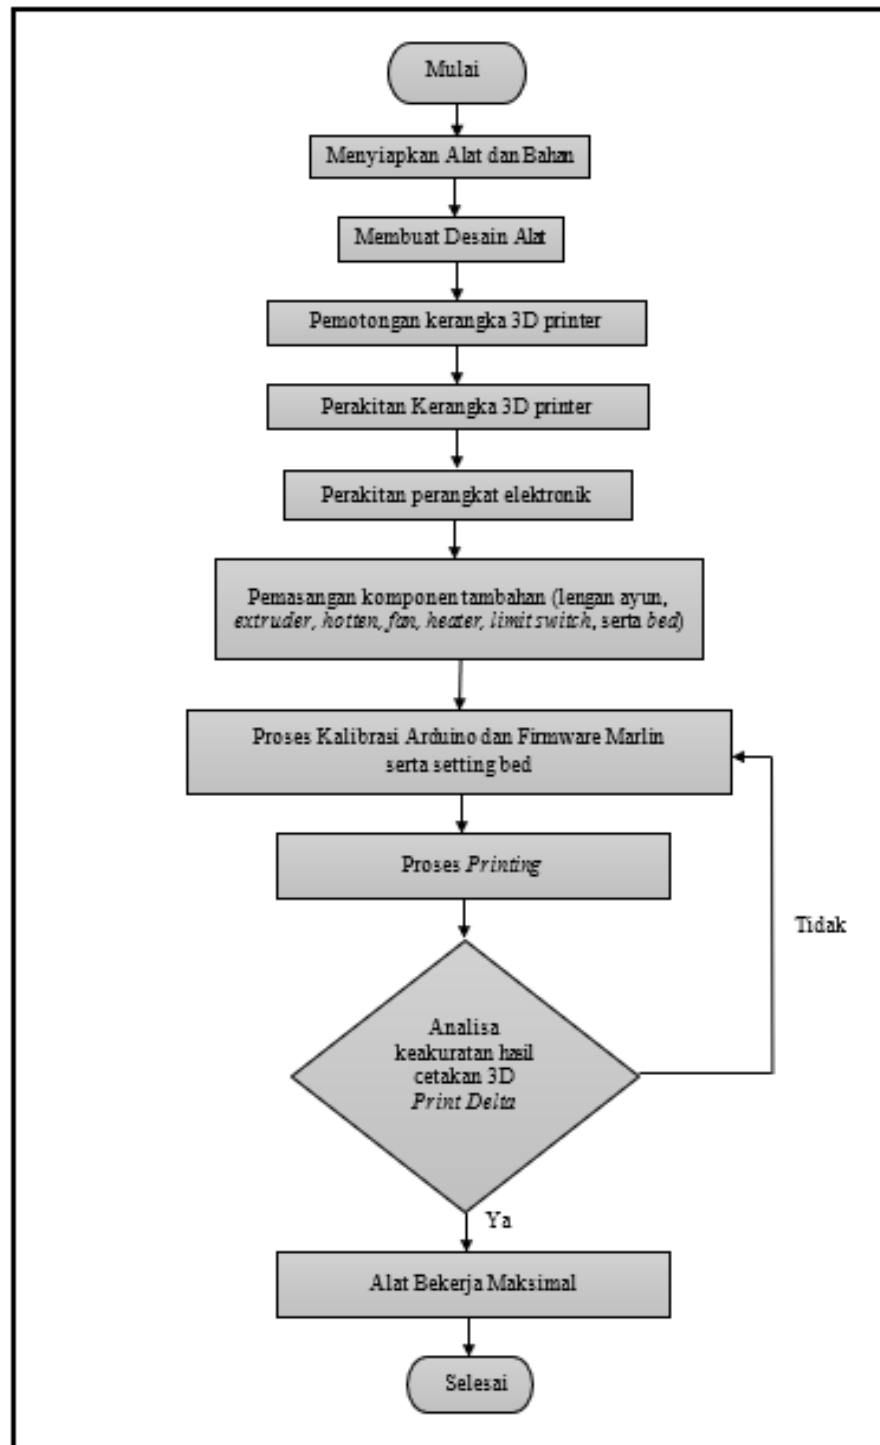 Mulai
Menyiapkan Alat dan Bahan
Membuat Desain Alat
Pemotongan kerangka 3D printer
Perakitan Kerangka 3D printer
Perakitan perangkat elektronik
Pemasangan komponen tambahan (lengan ayun,
extruder, hotten, fan, heater, limit switch, serta bed)
Proses Kalibrasi Arduino dan Firmware Marlin
serta setting bed
Proses Printing
Tidak
Analisa
keakuratan hasil
cetakan 3D
Print Delta
Ya
Alat Bekerja Maksimal
Selesai